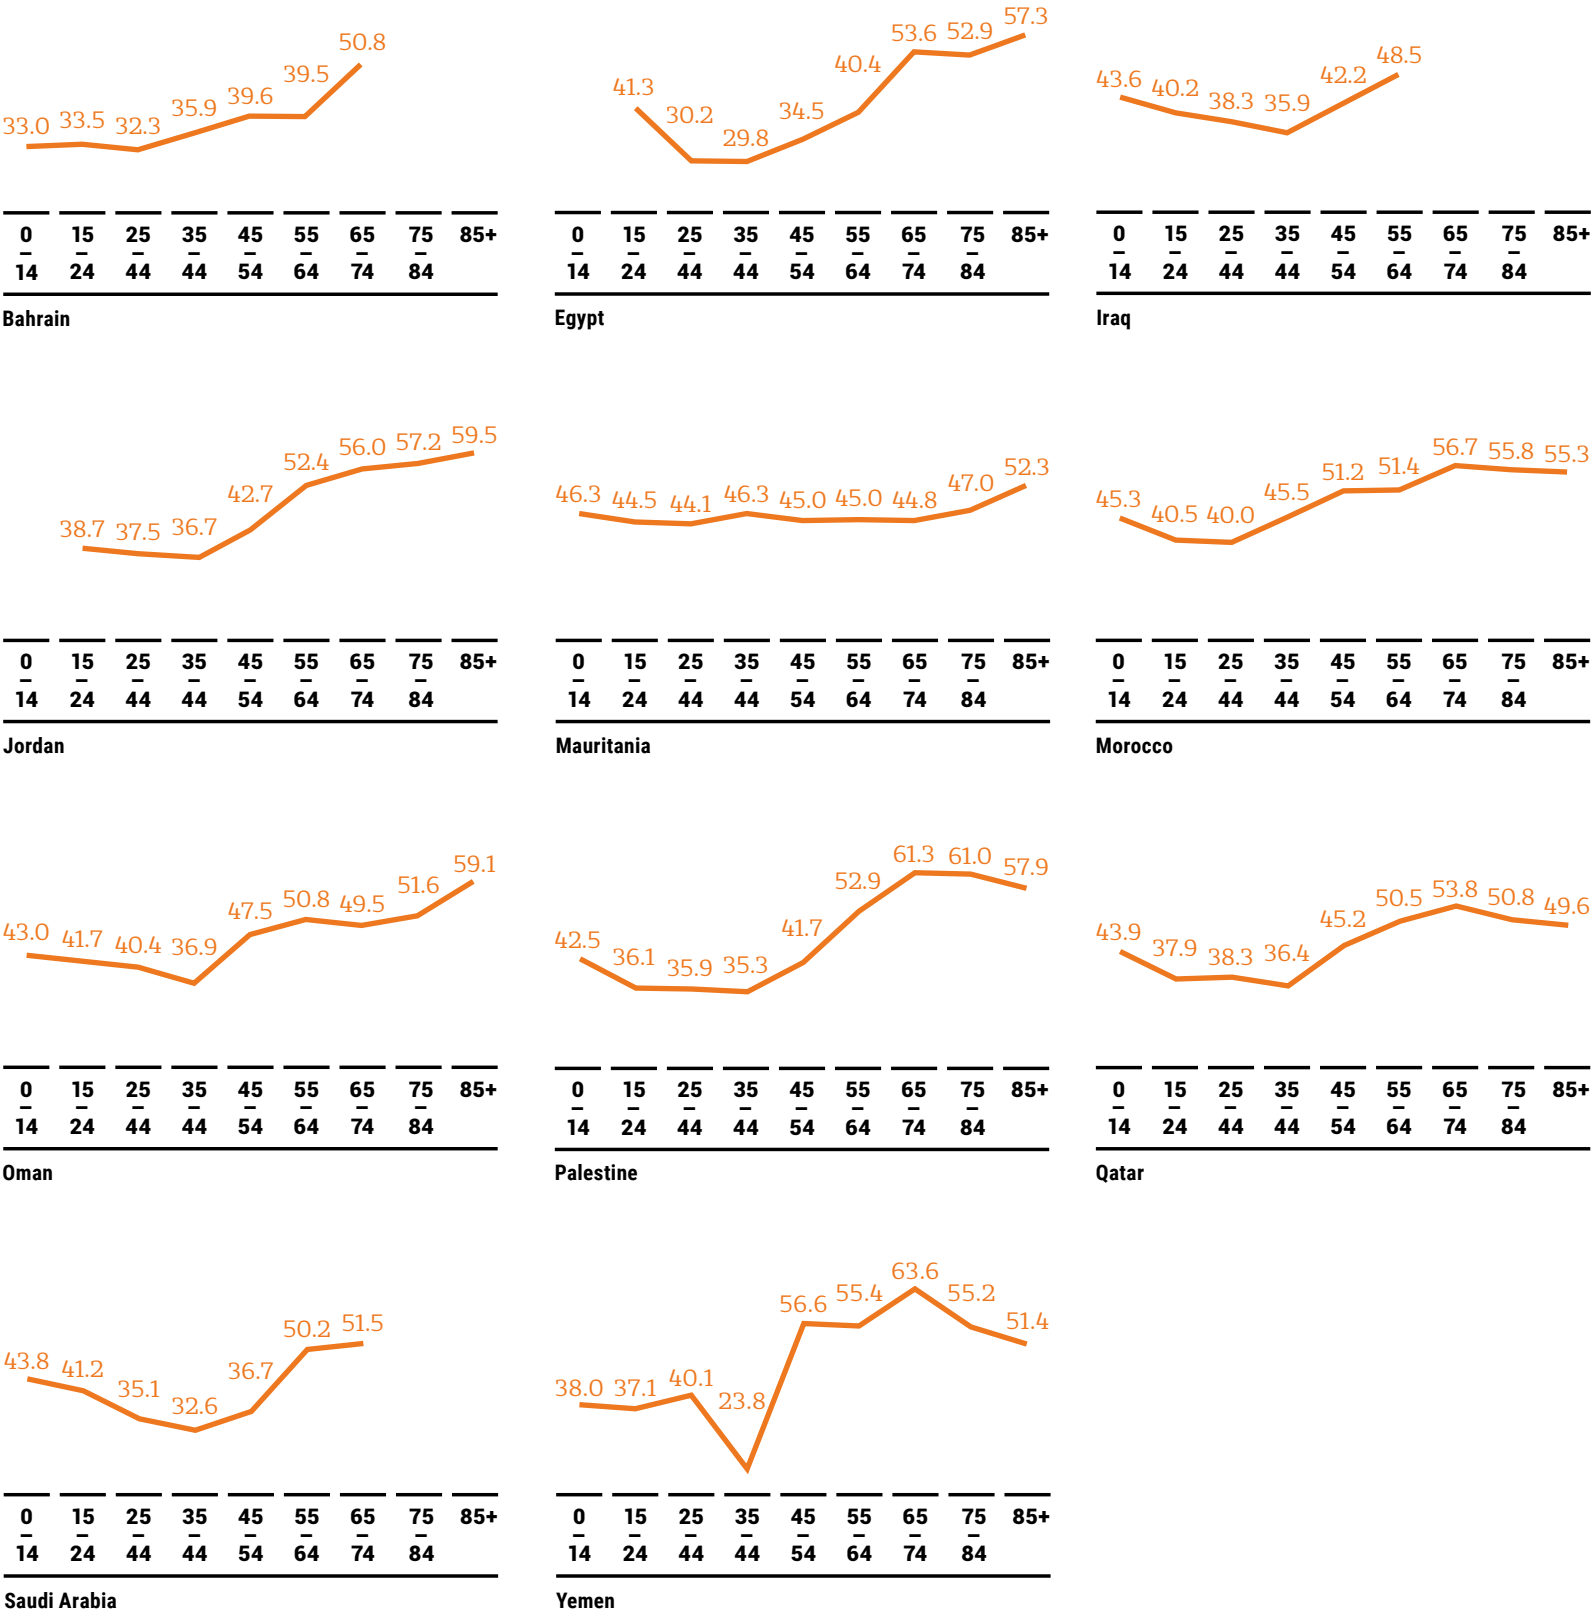 33.0 33.5 32.3 35.9 39.6 39.5 50.8
0 15 25 35 45 55 65 75 85+
– – – – – – – –
14 24 44 44 54 64 74 84
Bahrain
41.3 30.2 29.8 34.5 40.4 53.6 52.9 57.3
0 15 25 35 45 55 65 75 85+
– – – – – – – –
14 24 44 44 54 64 74 84
Egypt
43.6 40.2 38.3 35.9 42.2 48.5
0 15 25 35 45 55 65 75 85+
– – – – – – – –
14 24 44 44 54 64 74 84
Iraq
38.7 37.5 36.7 42.7 52.4 56.0 57.2 59.5
0 15 25 35 45 55 65 75 85+
– – – – – – – –
14 24 44 44 54 64 74 84
Jordan
46.3 44.5 44.1 46.3 45.0 45.0 44.8 47.0 52.3
0 15 25 35 45 55 65 75 85+
– – – – – – – –
14 24 44 44 54 64 74 84
Mauritania
45.3 40.5 40.0 45.5 51.2 51.4 56.7 55.8 55.3
0 15 25 35 45 55 65 75 85+
– – – – – – – –
14 24 44 44 54 64 74 84
Morocco
43.0 41.7 40.4 36.9 47.5 50.8 49.5 51.6 59.1
0 15 25 35 45 55 65 75 85+
– – – – – – – –
14 24 44 44 54 64 74 84
Oman
42.5 36.1 35.9 35.3 41.7 52.9 61.3 61.0 57.9
0 15 25 35 45 55 65 75 85+
– – – – – – – –
14 24 44 44 54 64 74 84
Palestine
43.9 37.9 38.3 36.4 45.2 50.5 53.8 50.8 49.6
0 15 25 35 45 55 65 75 85+
– – – – – – – –
14 24 44 44 54 64 74 84
Qatar
43.8 41.2 35.1 32.6 36.7 50.2 51.5
0 15 25 35 45 55 65 75 85+
– – – – – – – –
14 24 44 44 54 64 74 84
Saudi Arabia
38.0 37.1 40.1 23.8 56.6 55.4 63.6 55.2 51.4
0 15 25 35 45 55 65 75 85+
– – – – – – – –
14 24 44 44 54 64 74 84
Yemen